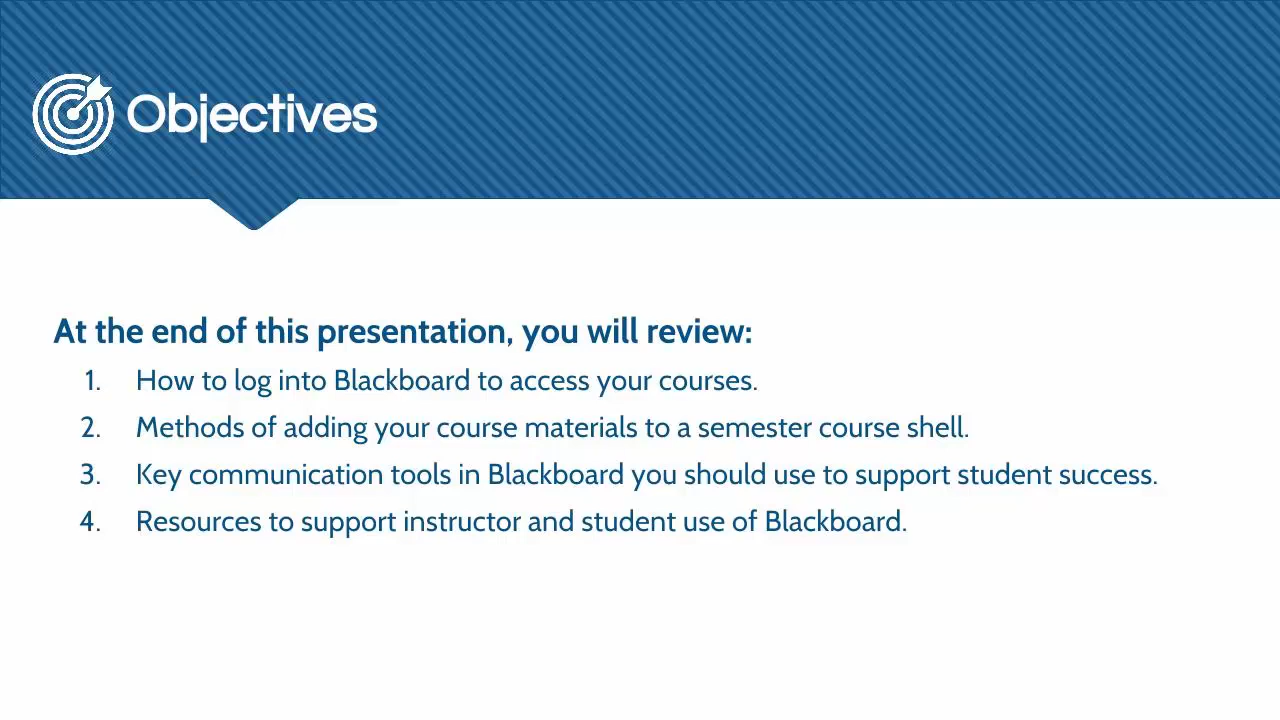 Objectives
At the end of this presentation, you will review:
1. How to log into Blackboard to access your courses.
2. Methods of adding your course materials to a semester course shell.
3. Key communication tools in Blackboard you should use to support student success.
4. Resources to support instructor and student use of Blackboard.